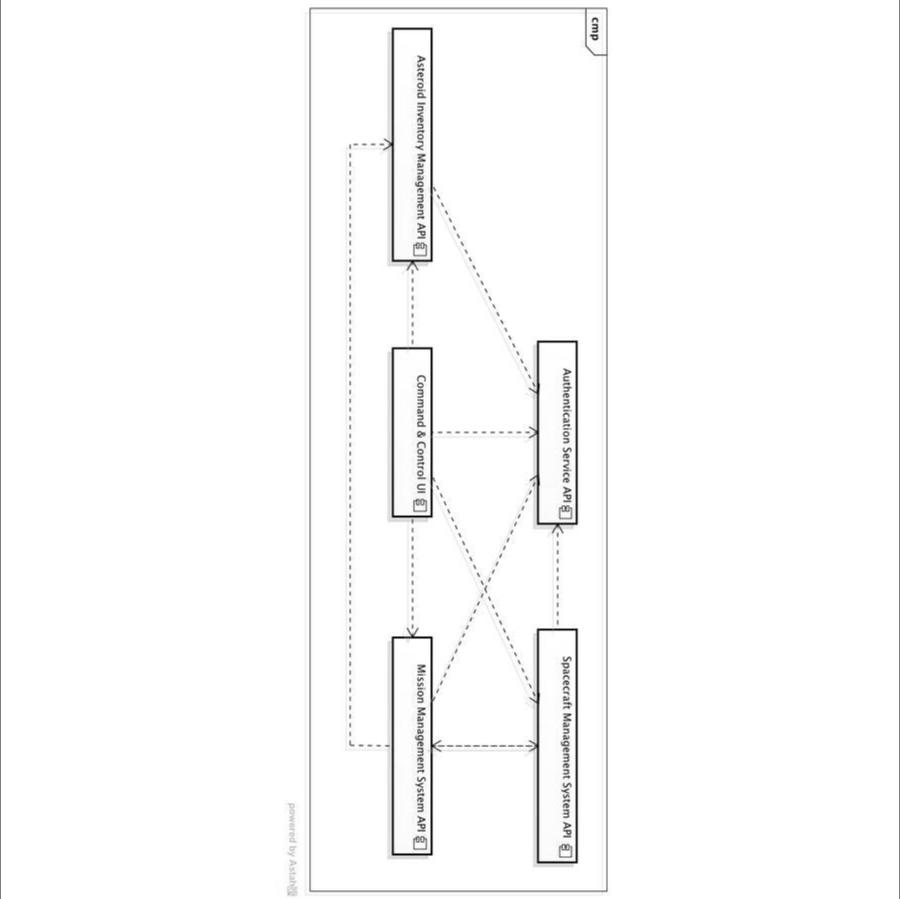 cmp
Authentication Service API
Spacecraft Management System API
Asteroid Inventory Management API
Command & Control UI
Mission Management System API
powered by Astah